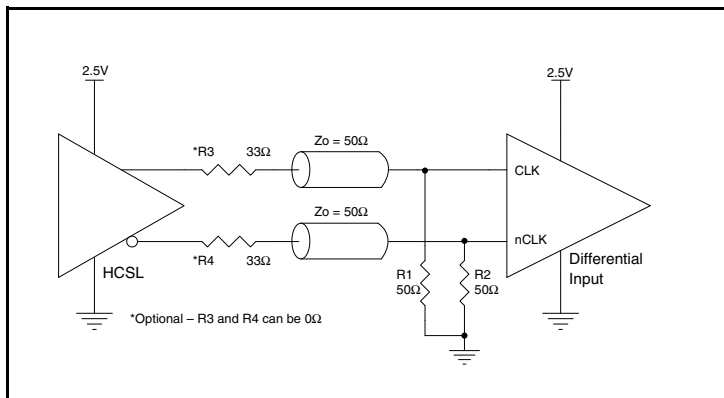 2.5V
2.5V
*R3 33Ω
Zo = 50Ω
CLK
Zo = 50Ω
nCLK
*R4 33Ω
HCSL
R1
50Ω
R2
50Ω
Differential
Input
*Optional – R3 and R4 can be 0Ω